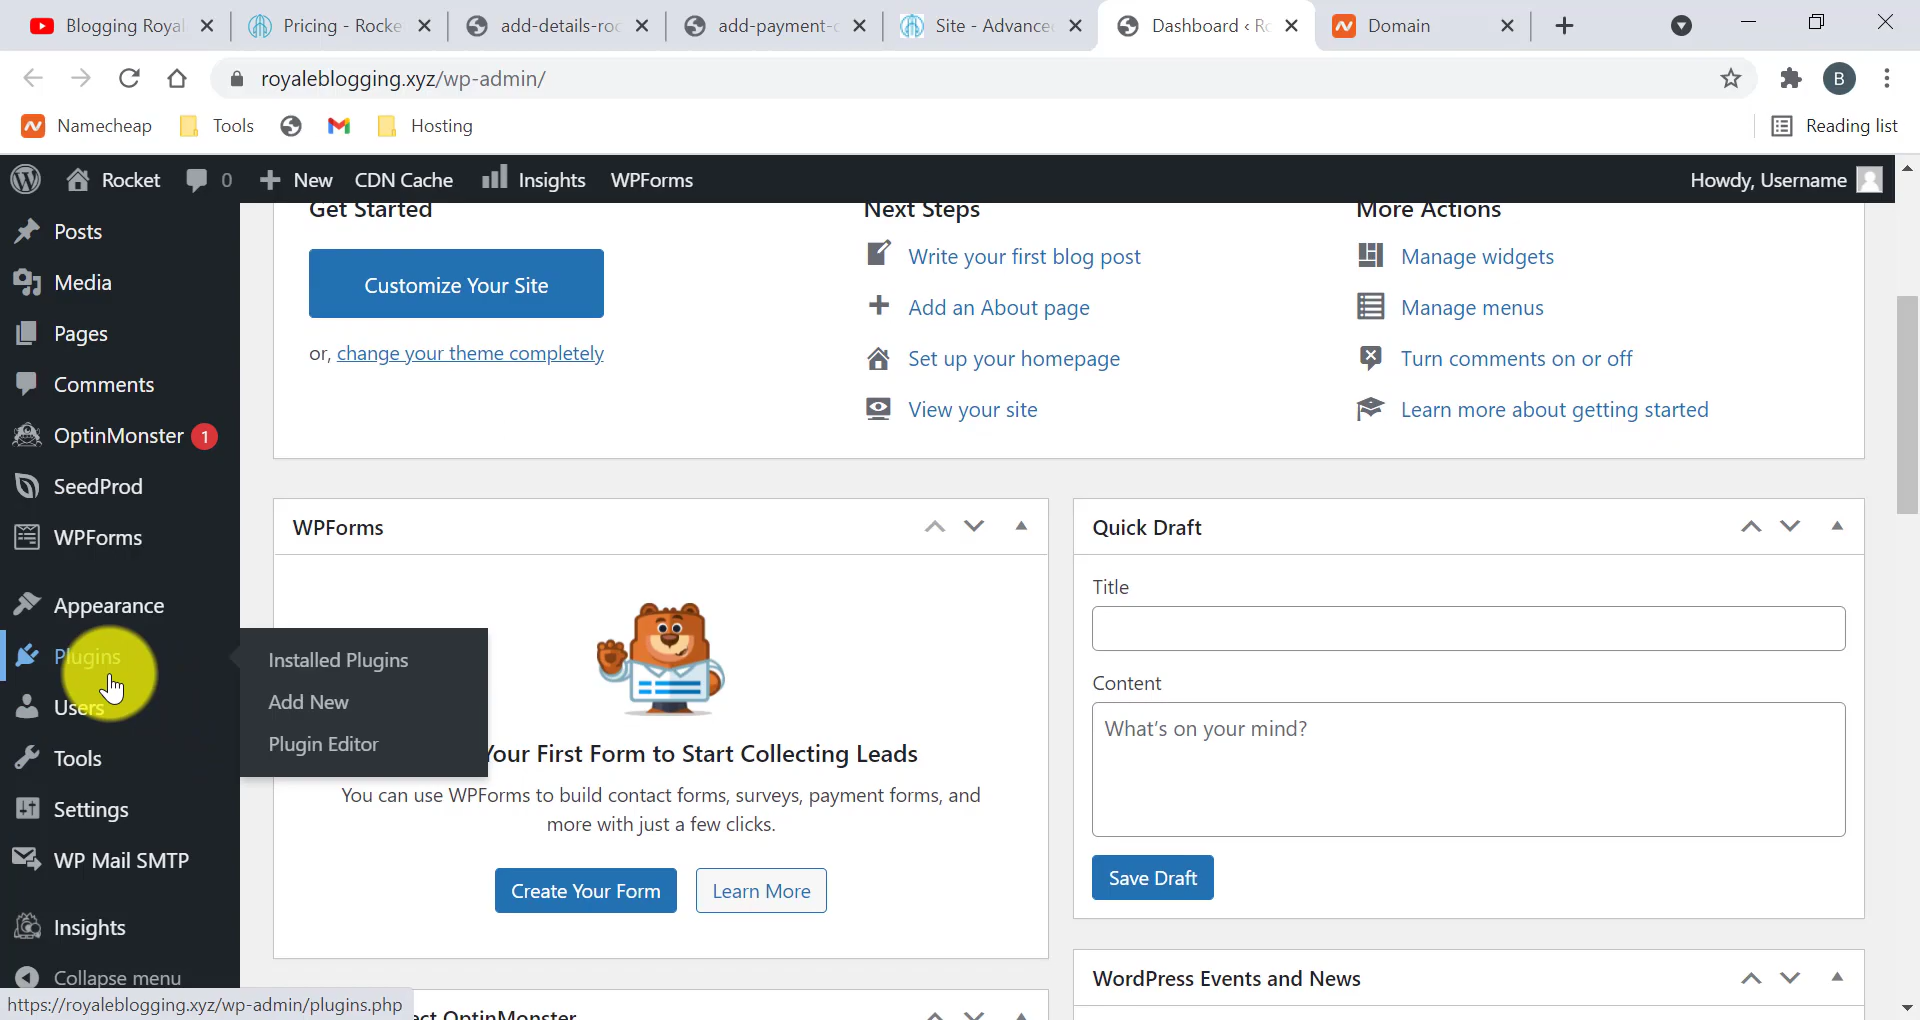 Blogging Royal
Pricing - Rocke
add-details-roc
add-payment-c
Site - Advance
Dashboard ‹ Ro
Domain
royaleblogging.xyz/wp-admin/
B
Namecheap
Tools
Hosting
Reading list
Rocket
0
New
CDN Cache
Insights
WPForms
Howdy, Username
Posts
Media
Pages
Comments
OptinMonster 1
SeedProd
WPForms
Appearance
Plugins
Users
Tools
Settings
WP Mail SMTP
Insights
Collapse menu
Installed Plugins
Add New
Plugin Editor
https://royaleblogging.xyz/wp-admin/plugins.php
Get Started
Customize Your Site
or, change your theme completely
Next Steps
Write your first blog post
Add an About page
Set up your homepage
View your site
More Actions
Manage widgets
Manage menus
Turn comments on or off
Learn more about getting started
WPForms
Your First Form to Start Collecting Leads
You can use WPForms to build contact forms, surveys, payment forms, and
more with just a few clicks.
Create Your Form
Learn More
Quick Draft
Title
Content
What's on your mind?
Save Draft
WordPress Events and News
OptinMonster